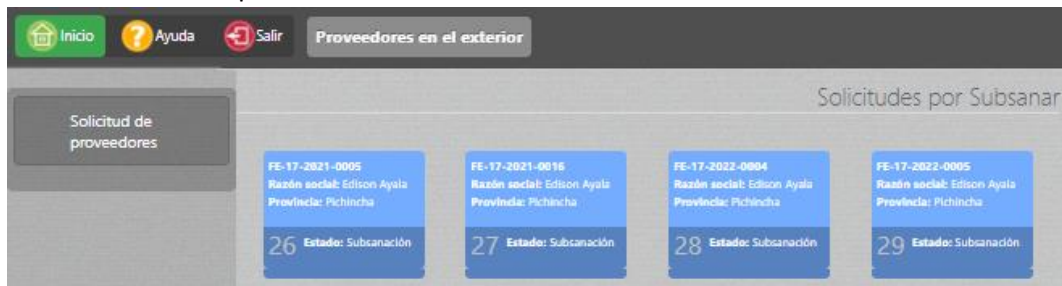 Inicio
Ayuda
Salir
Proveedores en el exterior
Solicitud de
proveedores
Solicitudes por Subsanar
FE-17-2021-0005
Razón social: Edison Ayala
Provincia: Pichincha
26 Estado: Subsanación
FE-17-2021-0016
Razón social: Edison Ayala
Provincia: Pichincha
27 Estado: Subsanación
FE-17-2022-0004
Razón social: Edison Ayala
Provincia: Pichincha
28 Estado: Subsanación
FE-17-2022-0005
Razón social: Edison Ayala
Provincia: Pichincha
29 Estado: Subsanación